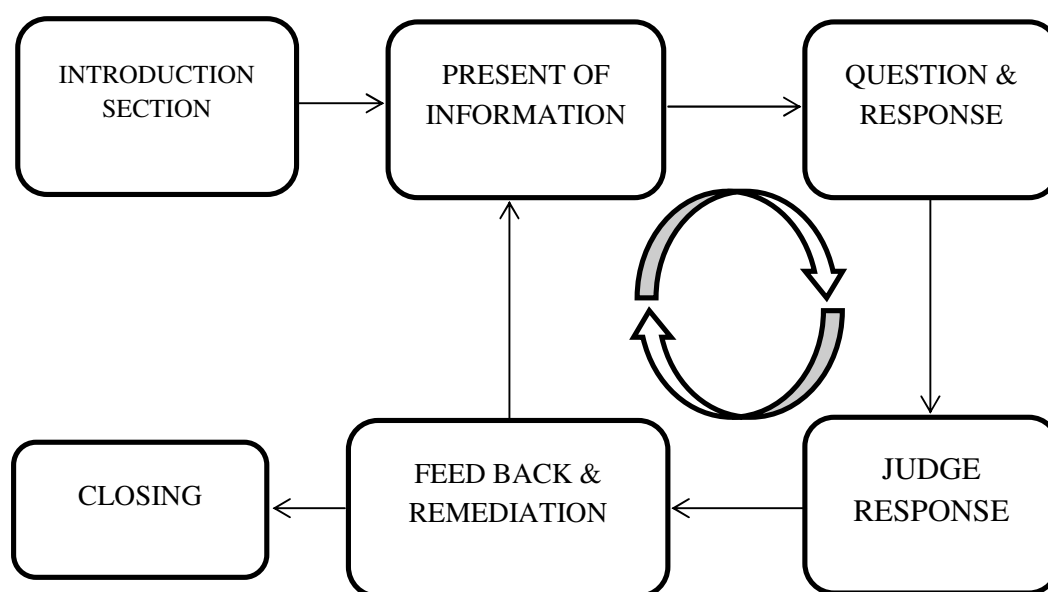 INTRODUCTION
SECTION
PRESENT OF
INFORMATION
QUESTION &
RESPONSE
CLOSING
FEED BACK &
REMEDIATION
JUDGE
RESPONSE